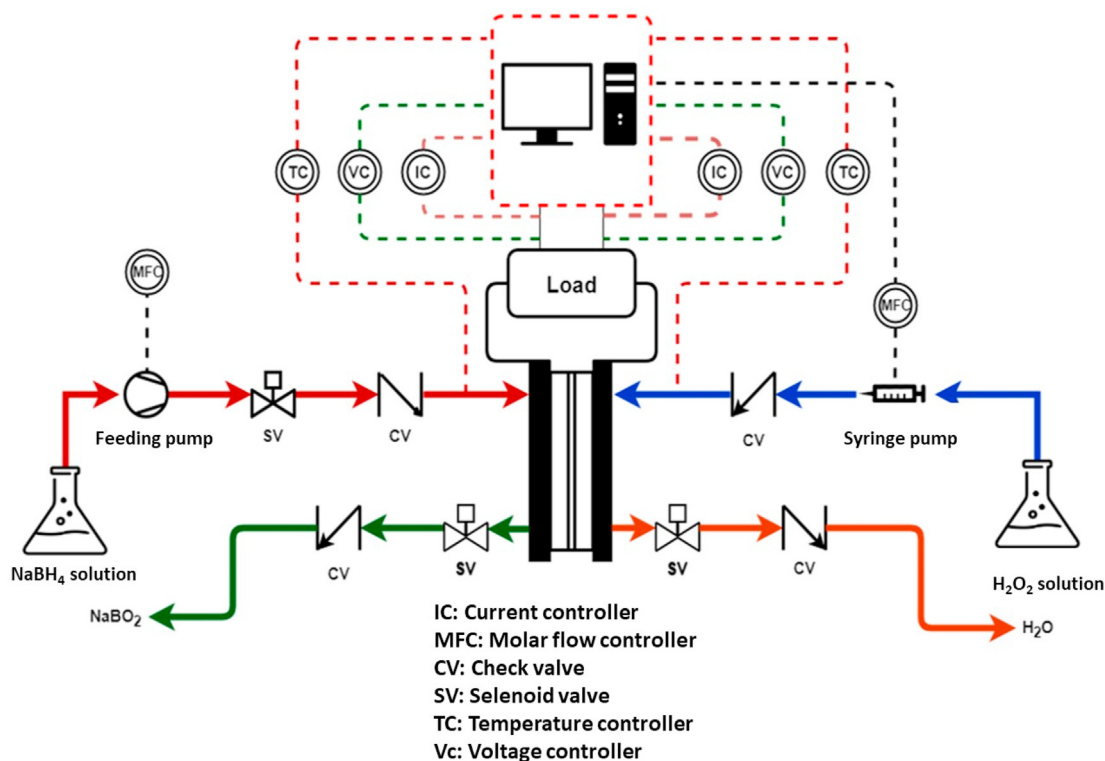 TC
VC
IC
IC
VC
TC
MFC
Load
MFC
Feeding pump
SV
CV
CV
Syringe pump
NaBH₄ solution
CV
SV
SV
CV
H₂O₂ solution
NaBO₂
H₂O
IC: Current controller
MFC: Molar flow controller
CV: Check valve
SV: Selenoid valve
TC: Temperature controller
Vc: Voltage controller